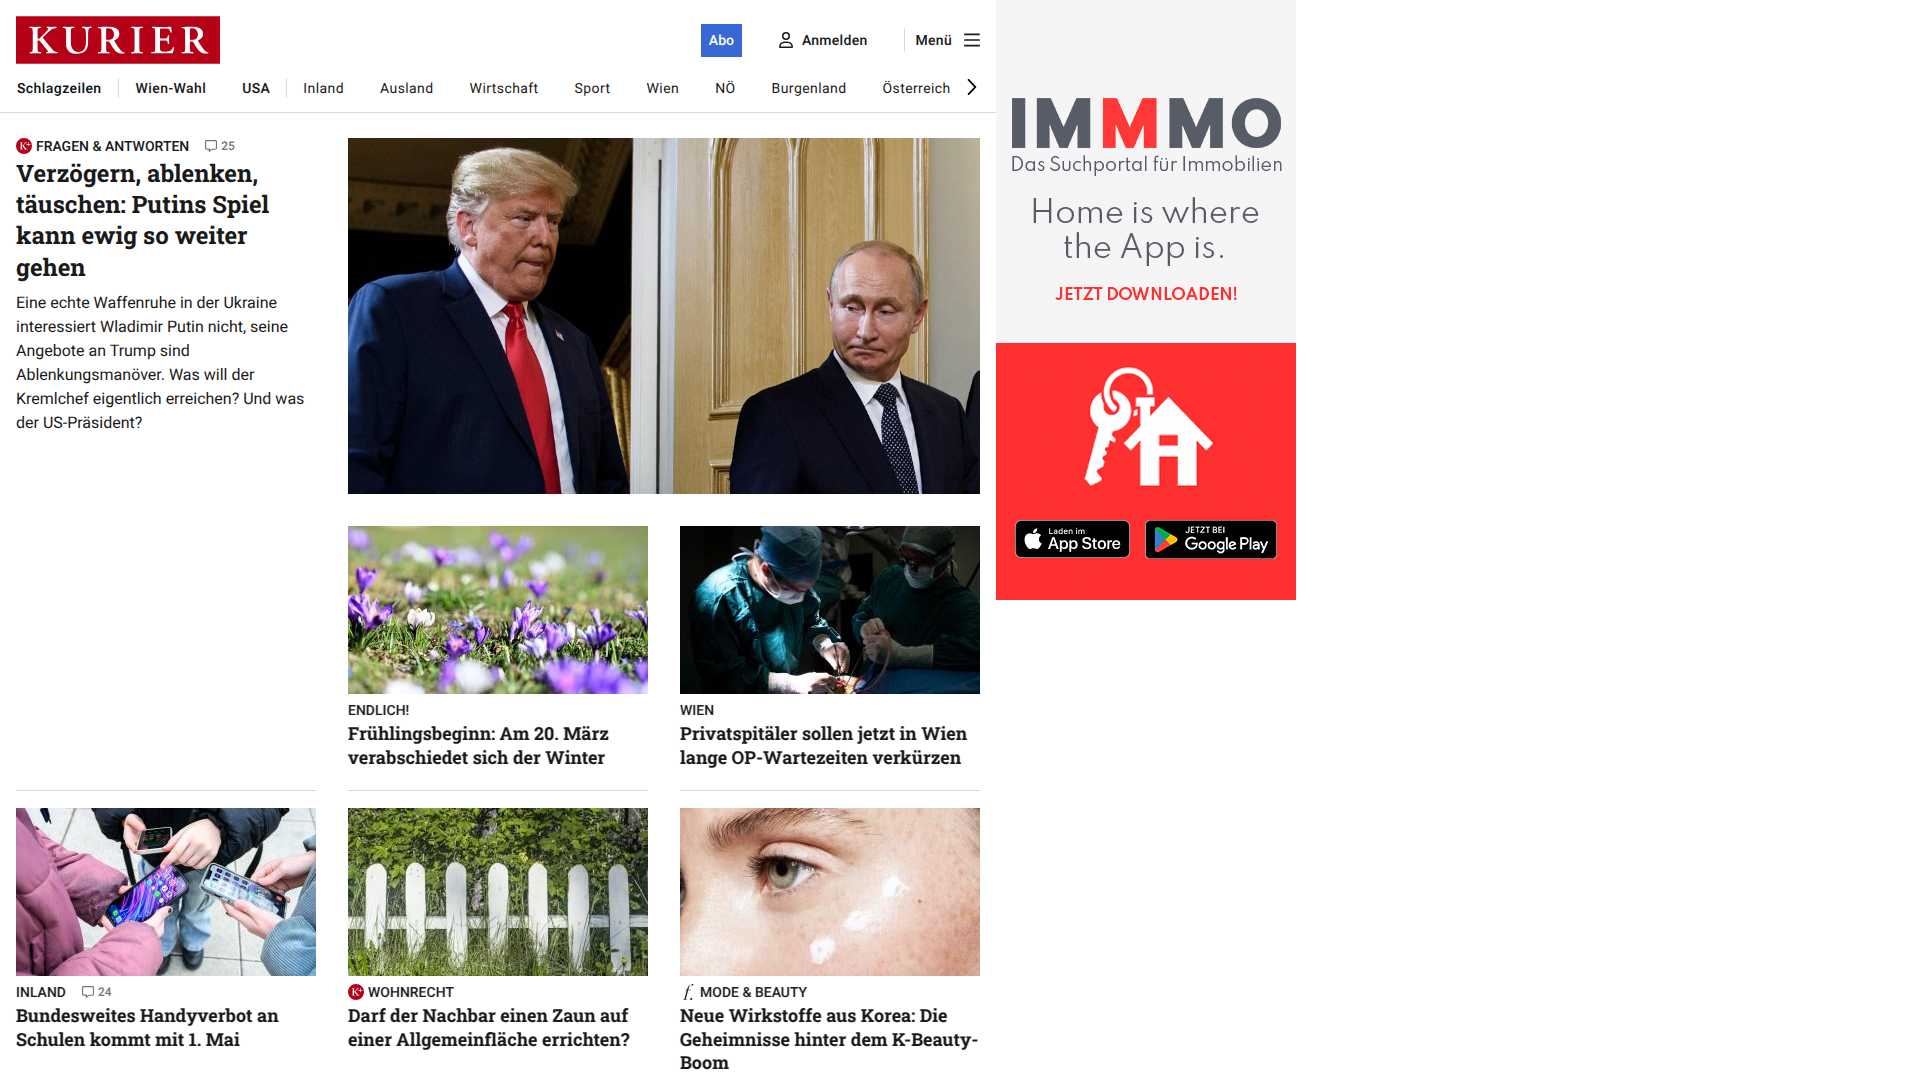 KURIER
Abo
Anmelden
Menü
Schlagzeilen
Wien-Wahl
USA
Inland
Ausland
Wirtschaft
Sport
Wien
NÖ
Burgenland
Österreich
K+ FRAGEN & ANTWORTEN 25
Verzögern, ablenken,
täuschen: Putins Spiel
kann ewig so weiter
gehen
Eine echte Waffenruhe in der Ukraine
interessiert Wladimir Putin nicht, seine
Angebote an Trump sind
Ablenkungsmanöver. Was will der
Kremlchef eigentlich erreichen? Und was
der US-Präsident?
ENDLICH!
Frühlingsbeginn: Am 20. März
verabschiedet sich der Winter
WIEN
Privatspitäler sollen jetzt in Wien
lange OP-Wartezeiten verkürzen
INLAND 24
Bundesweites Handyverbot an
Schulen kommt mit 1. Mai
K+ WOHNRECHT
Darf der Nachbar einen Zaun auf
einer Allgemeinfläche errichten?
f. MODE & BEAUTY
Neue Wirkstoffe aus Korea: Die
Geheimnisse hinter dem K-Beauty-
Boom
IMMMO
Das Suchportal für Immobilien
Home is where
the App is.
JETZT DOWNLOADEN!
Laden im
App Store
JETZT BEI
Google Play